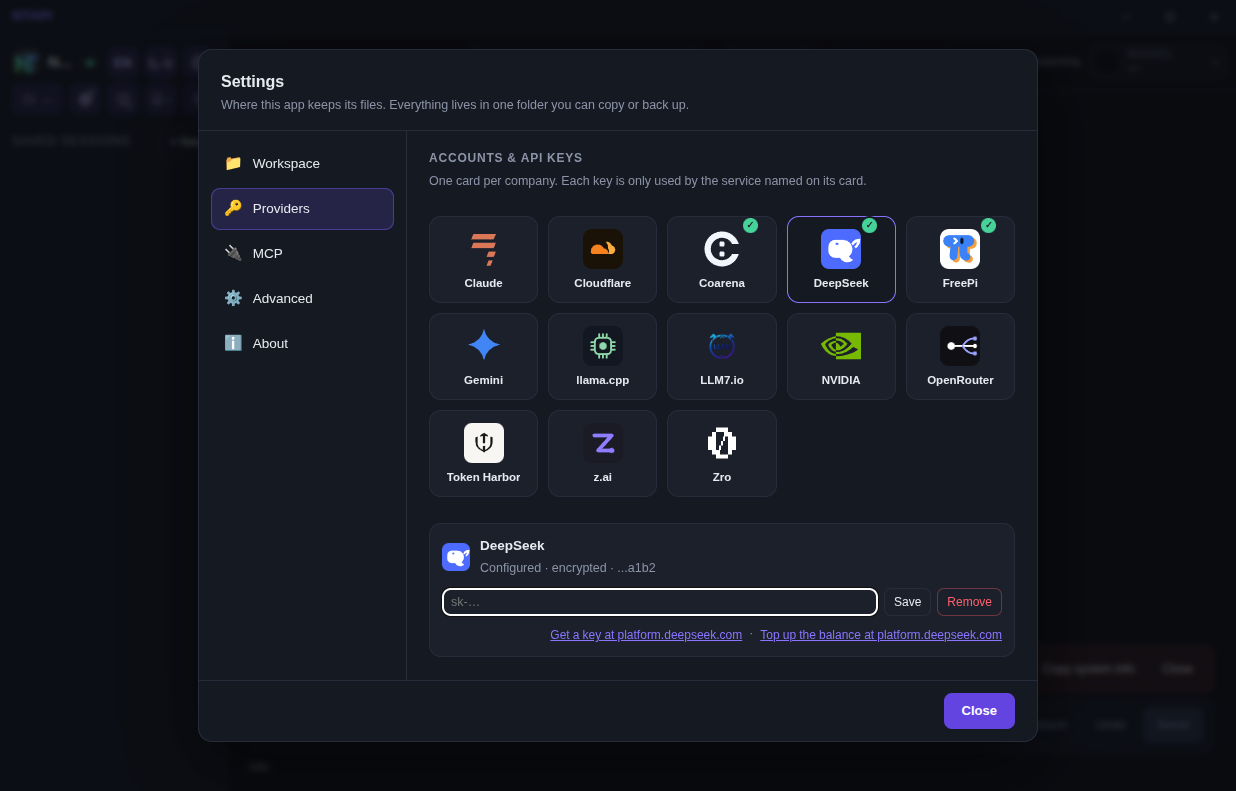 Settings
Where this app keeps its files. Everything lives in one folder you can copy or back up.
Workspace
Providers
MCP
Advanced
About
ACCOUNTS & API KEYS
One card per company. Each key is only used by the service named on its card.
Claude
Cloudflare
Coarena
DeepSeek
FreePi
Gemini
llama.cpp
LLM7.io
NVIDIA
OpenRouter
Token Harbor
z.ai
Zro
DeepSeek
Configured · encrypted · ...a1b2
sk-...
Save
Remove
Get a key at platform.deepseek.com · Top up the balance at platform.deepseek.com
Close
Copy system info
Close